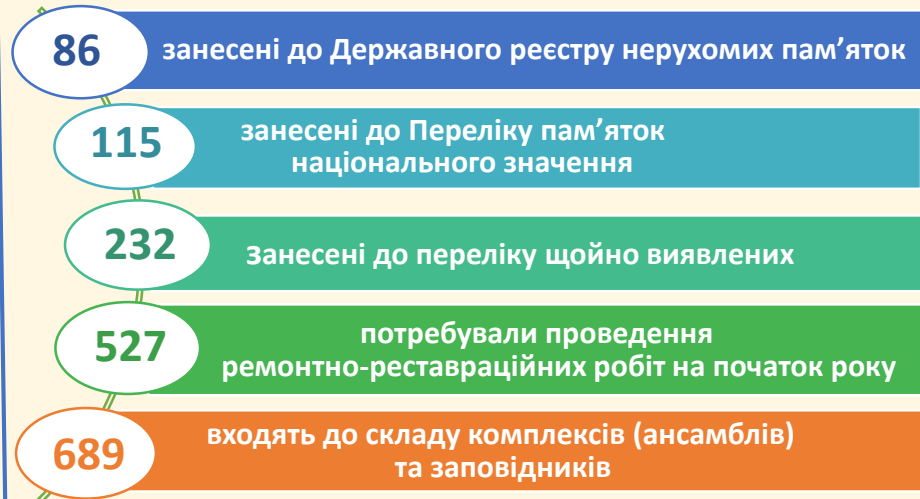 86
занесені до Державного реєстру нерухомих пам’яток
115
занесені до Переліку пам’яток
національного значення
232
Занесені до переліку щойно виявлених
527
потребували проведення
ремонтно-реставраційних робіт на початок року
689
входять до складу комплексів (ансамблів)
та заповідників